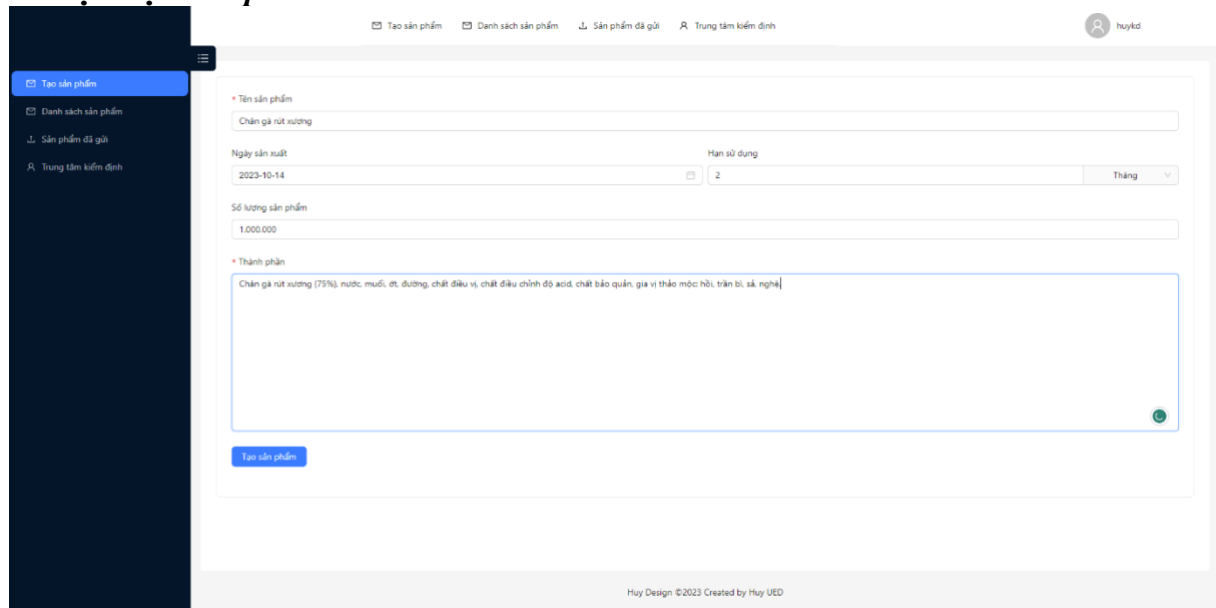 Tạo sản phẩm Danh sách sản phẩm Sản phẩm đã gửi Trung tâm kiểm định huykd
Tạo sản phẩm
Danh sách sản phẩm
Sản phẩm đã gửi
Trung tâm kiểm định
* Tên sản phẩm
Chân gà rút xương
Ngày sản xuất Hạn sử dụng
2023-10-14 2 Tháng
Số lượng sản phẩm
1.000.000
* Thành phần
Chân gà rút xương (75%), nước, muối, ớt, đường, chất điều vị, chất điều chỉnh độ acid, chất bảo quản, gia vị thảo mộc: hồi, trần bì, sả, nghệ,
Tạo sản phẩm
Huy Design ©2023 Created by Huy UED